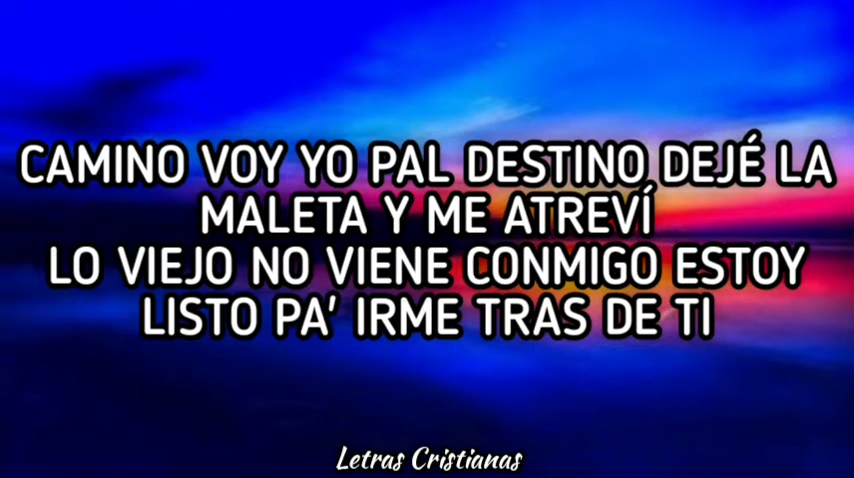 CAMINO VOY YO PAL DESTINO DEJÉ LA
MALETA Y ME ATREVÍ
LO VIEJO NO VIENE CONMIGO ESTOY
LISTO PA' IRME TRAS DE TI
Letras Cristianas